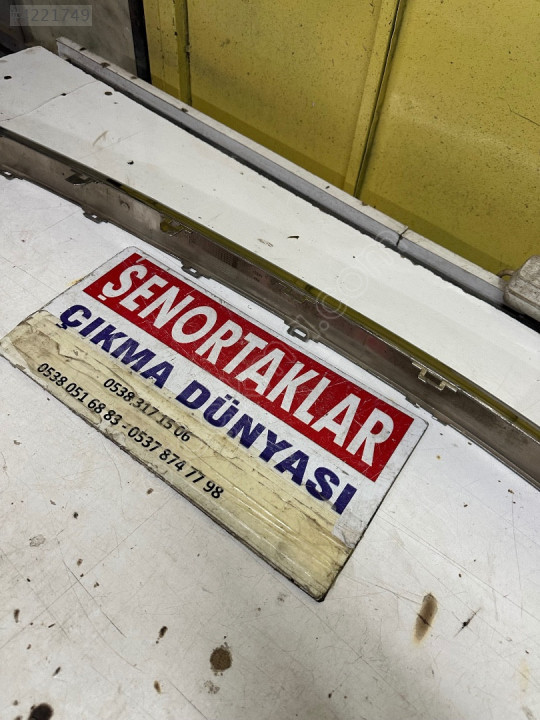 ŞENORTAKLAR
ÇIKMA DÜNYASI
0538 317 15 06
0538 051 68 83 - 0537 874 77 98